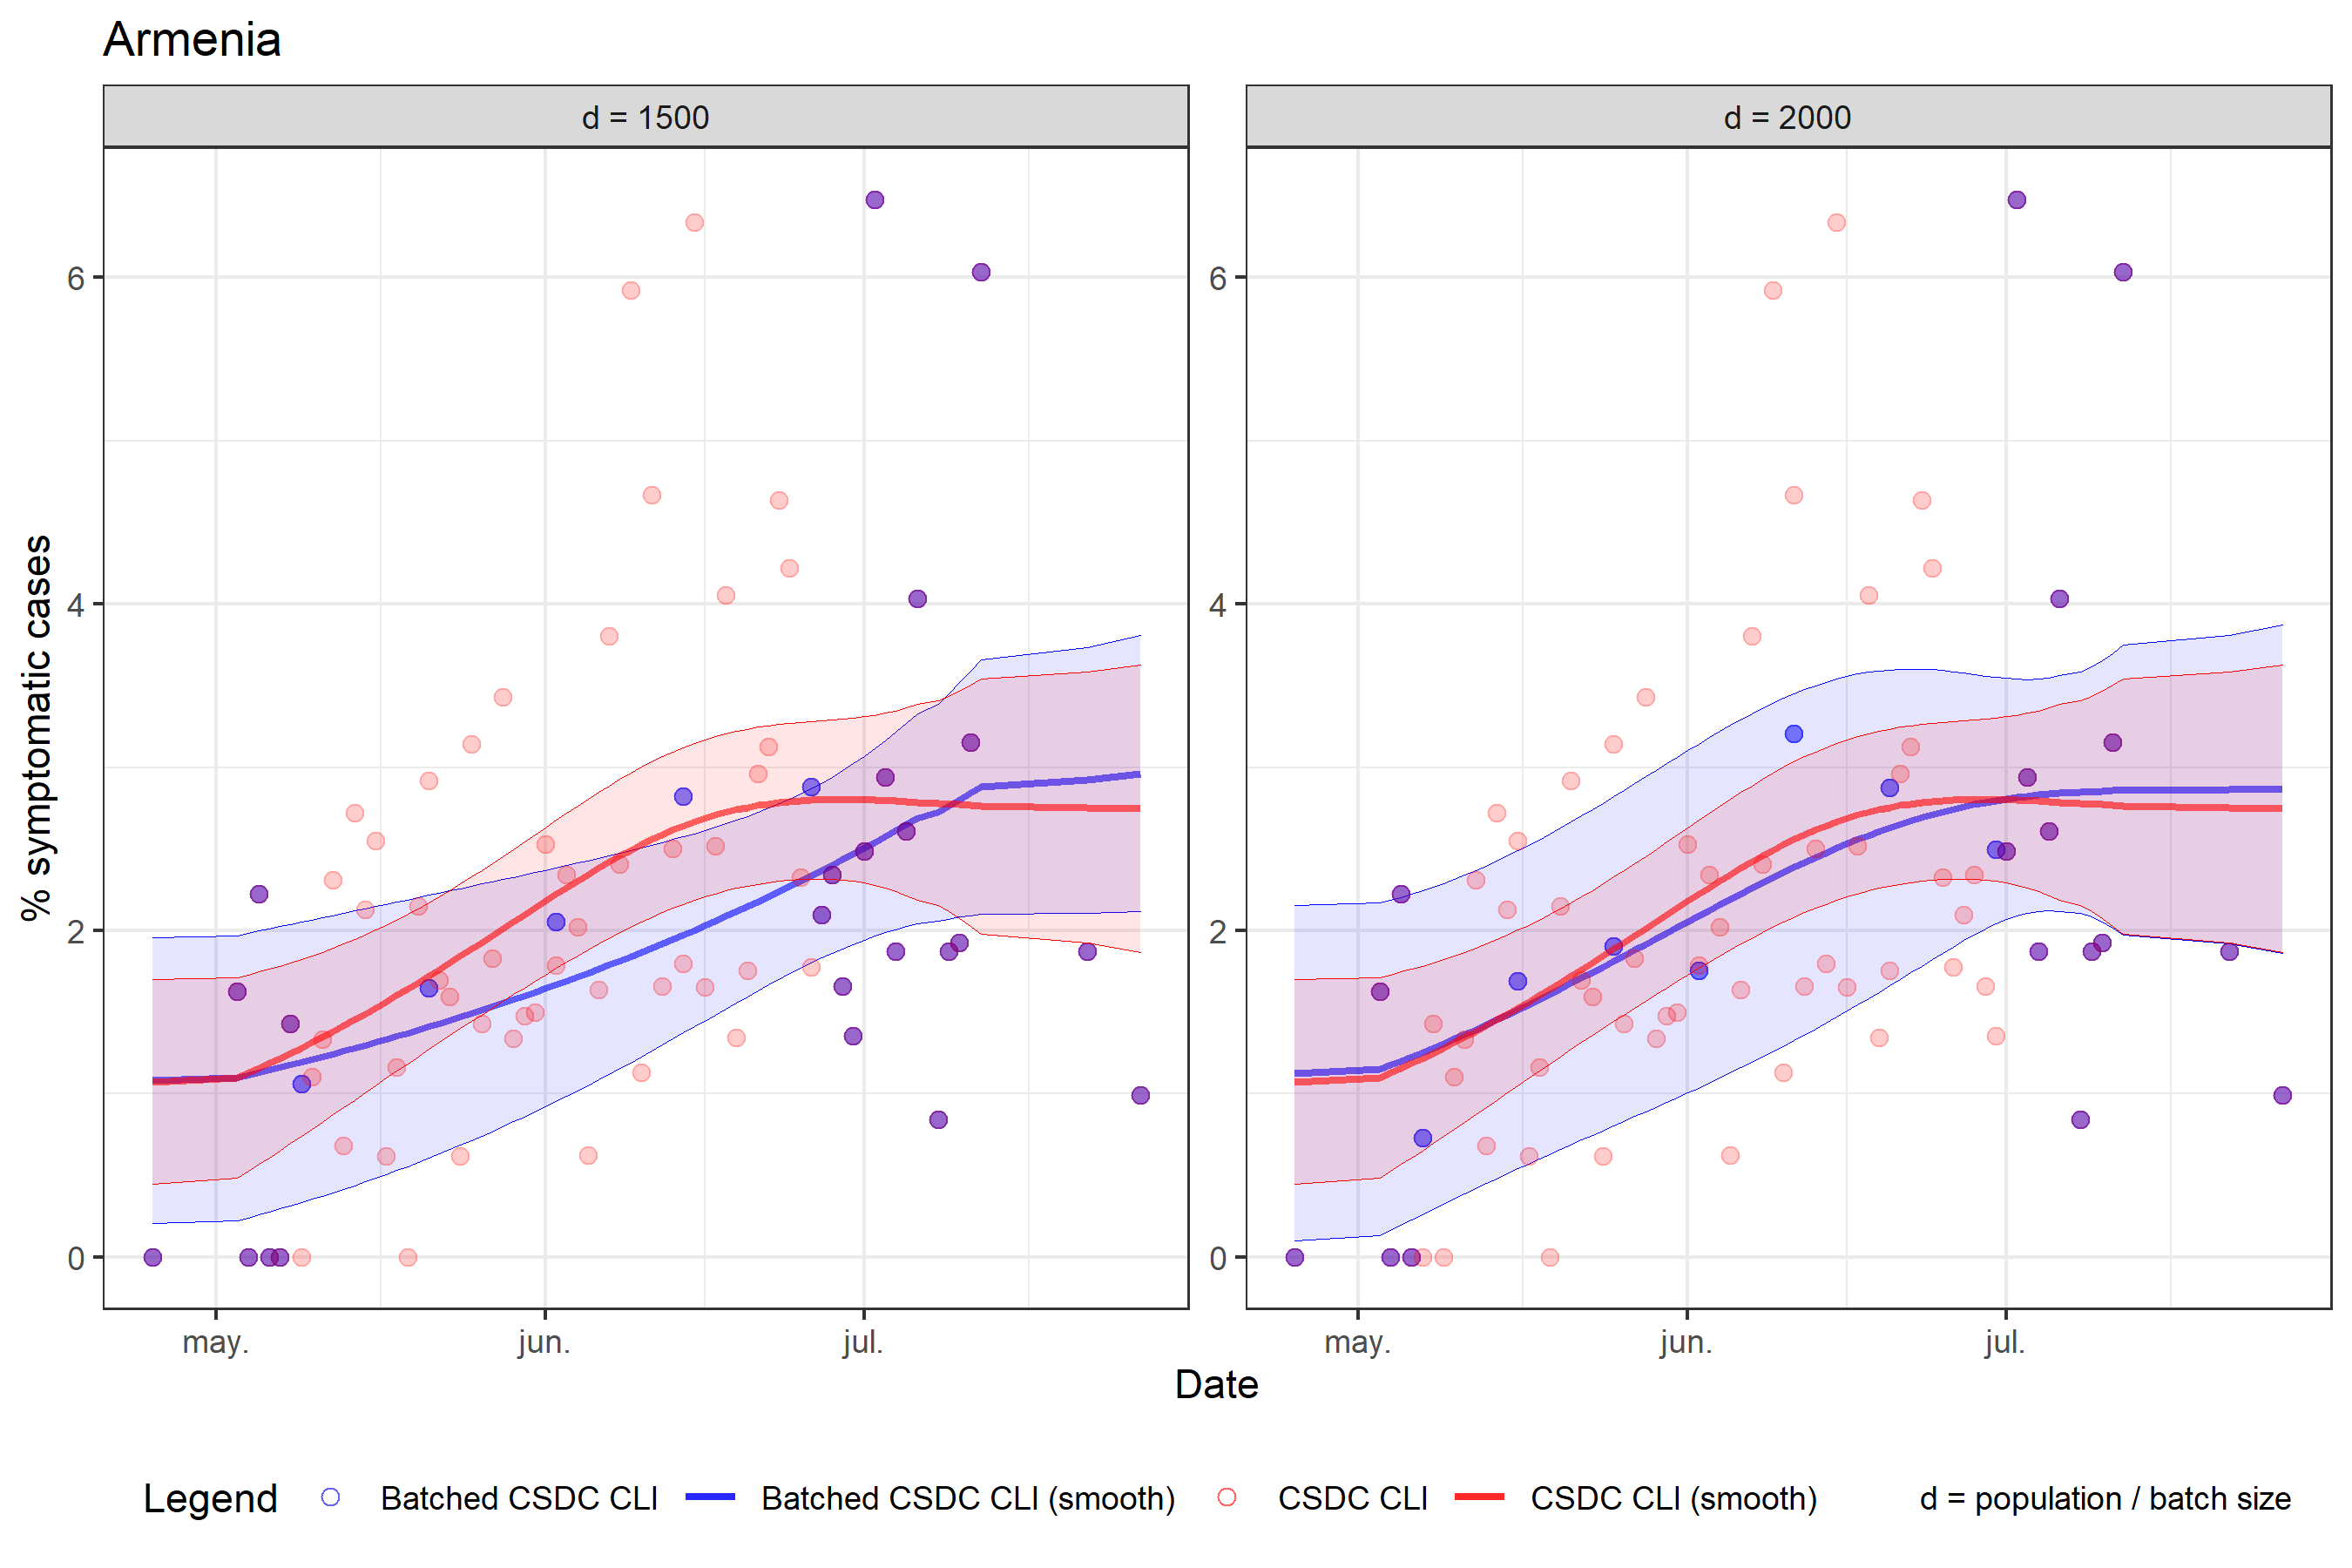 Armenia
d = 1500
d = 2000
% symptomatic cases
6
4
2
0
6
4
2
0
may.
jun.
jul.
may.
jun.
jul.
Date
Legend
Batched CSDC CLI
Batched CSDC CLI (smooth)
CSDC CLI
CSDC CLI (smooth)
d = population / batch size